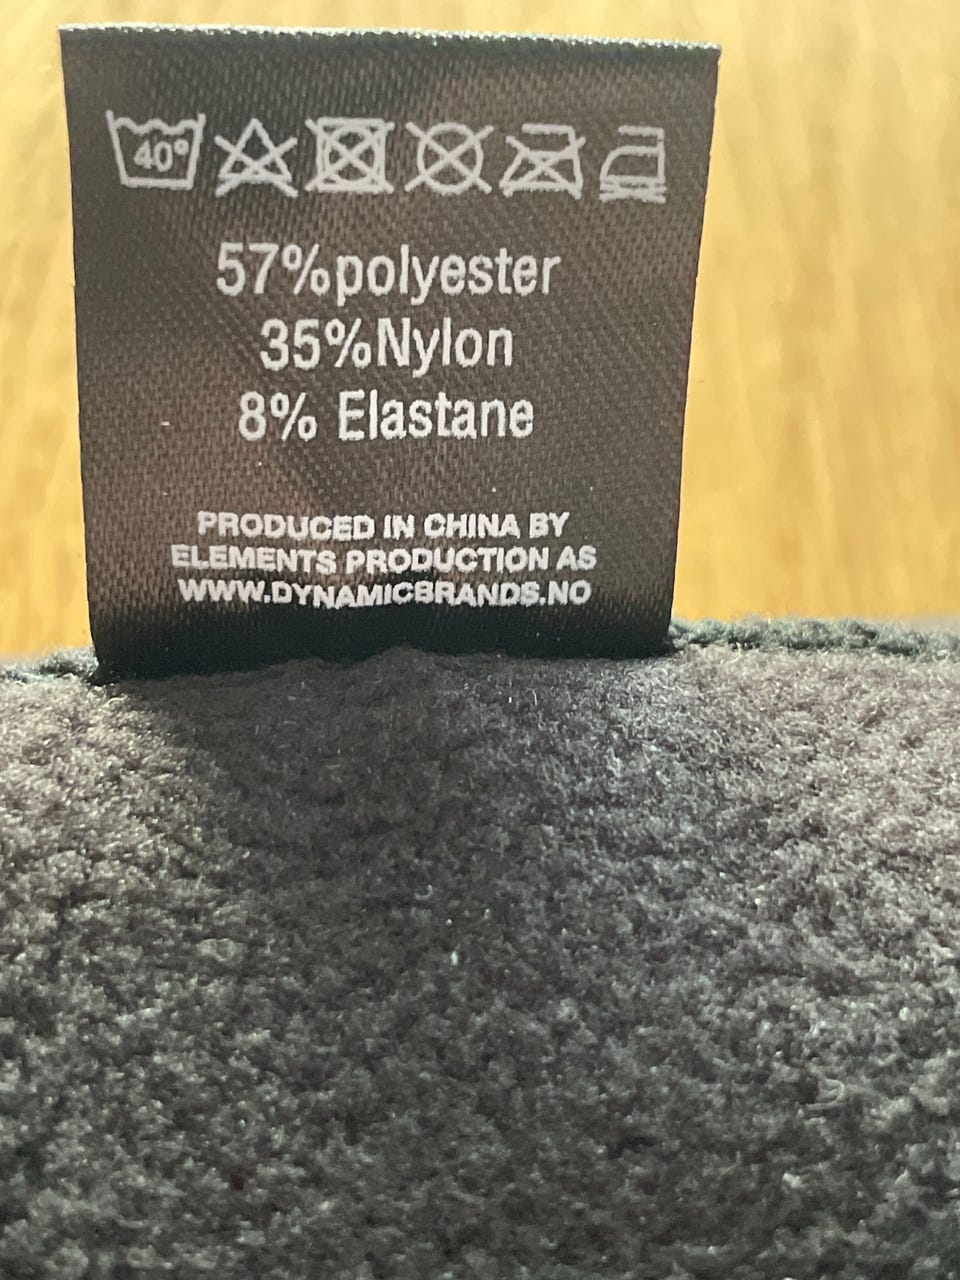 40°
57%polyester
35%Nylon
8% Elastane
PRODUCED IN CHINA BY
ELEMENTS PRODUCTION AS
WWW.DYNAMICBRANDS.NO